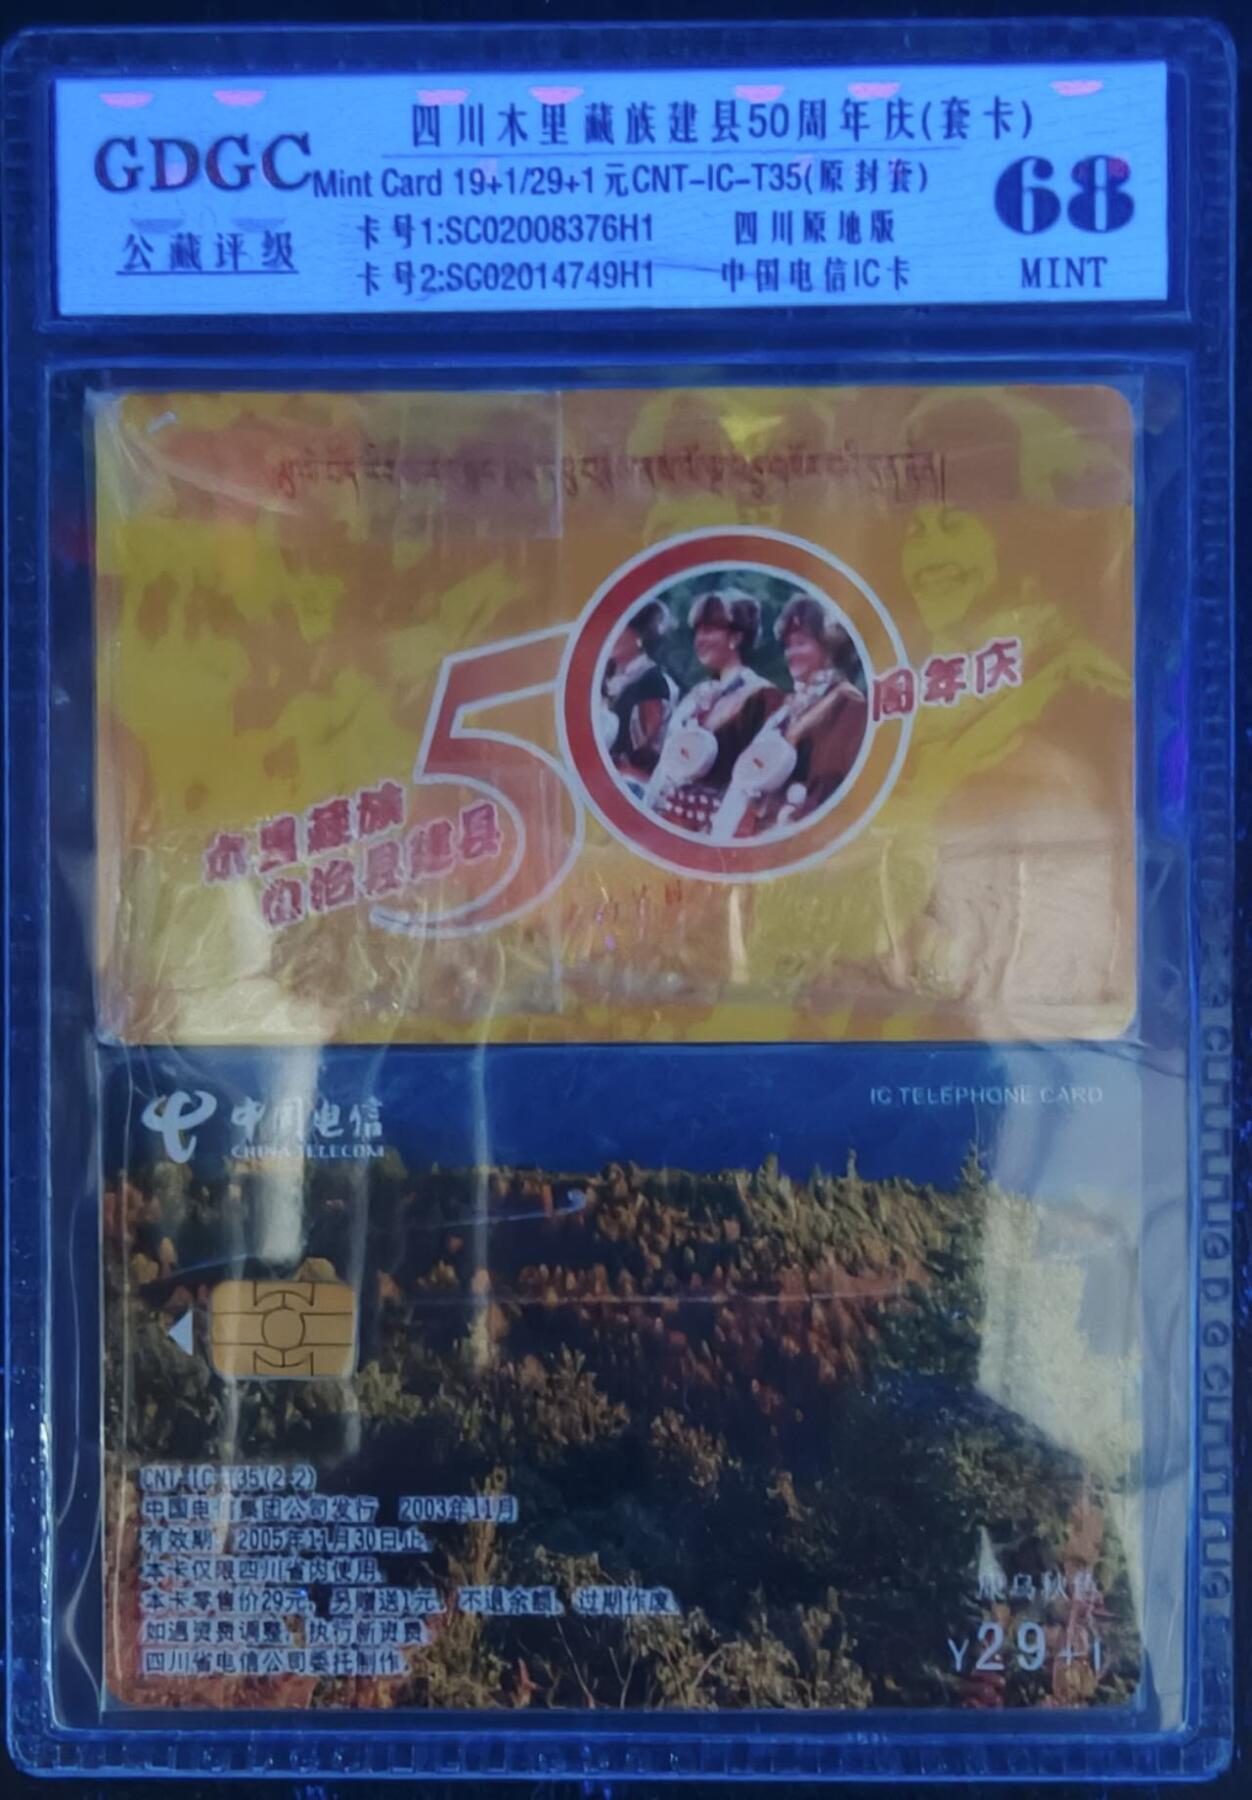 四川木里藏族建县50周年庆(套卡)
GDGC
Mint Card 19+1/29+1元CNT-IC-T35(原封套)
68
公藏评级
卡号1:SC02008376H1 四川原地版
卡号2:SC02014749H1 中国电信IC卡
MINT
50
周年庆
木里藏族
自治县建县
中国电信
CHINA TELECOM
IC TELEPHONE CARD
CNT-IC-T35(2-2)
中国电信集团公司发行 2003年11月
有效期: 2005年11月30日止
本卡仅限四川省内使用
本卡零售价29元,另赠送1元,不退余额,过期作废
如遇资费调整,执行新资费
四川省电信公司委托制作.
¥29+1